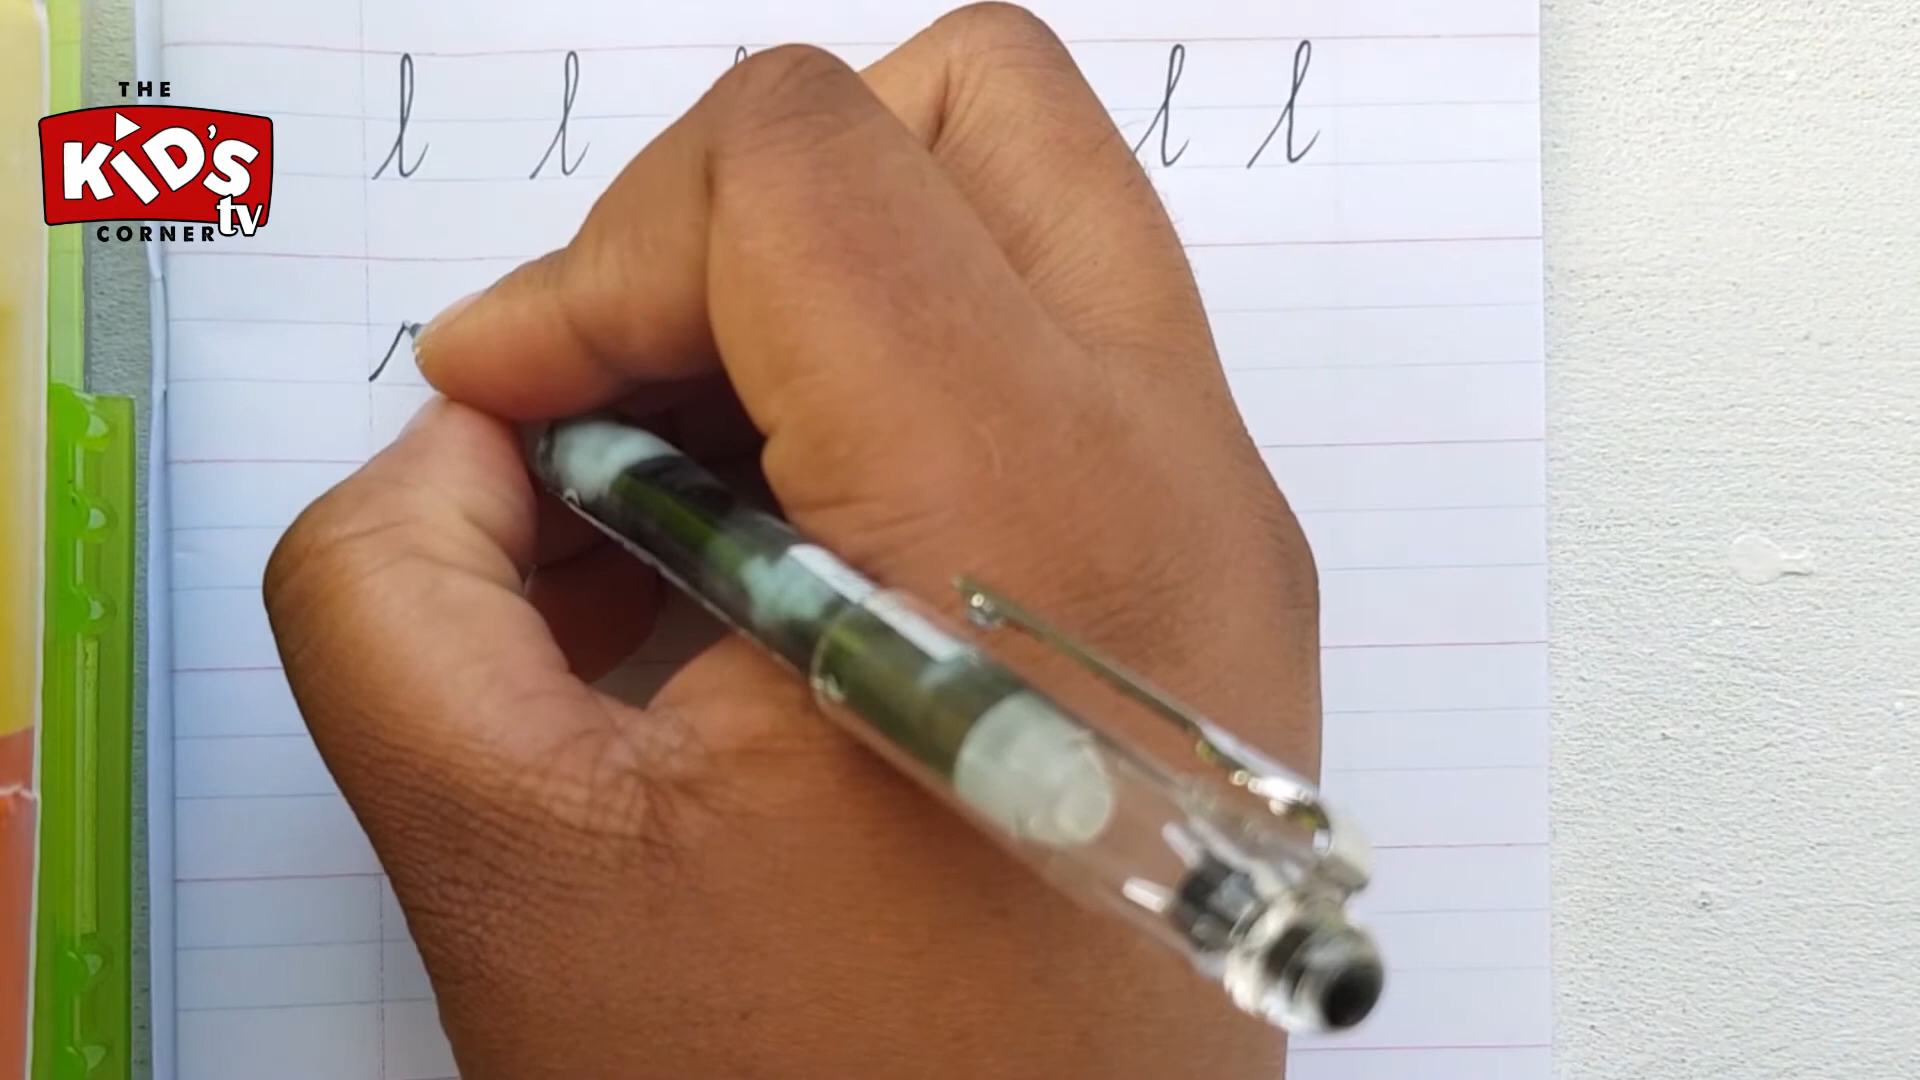 THE
KID'S
tv
CORNER
l l l l